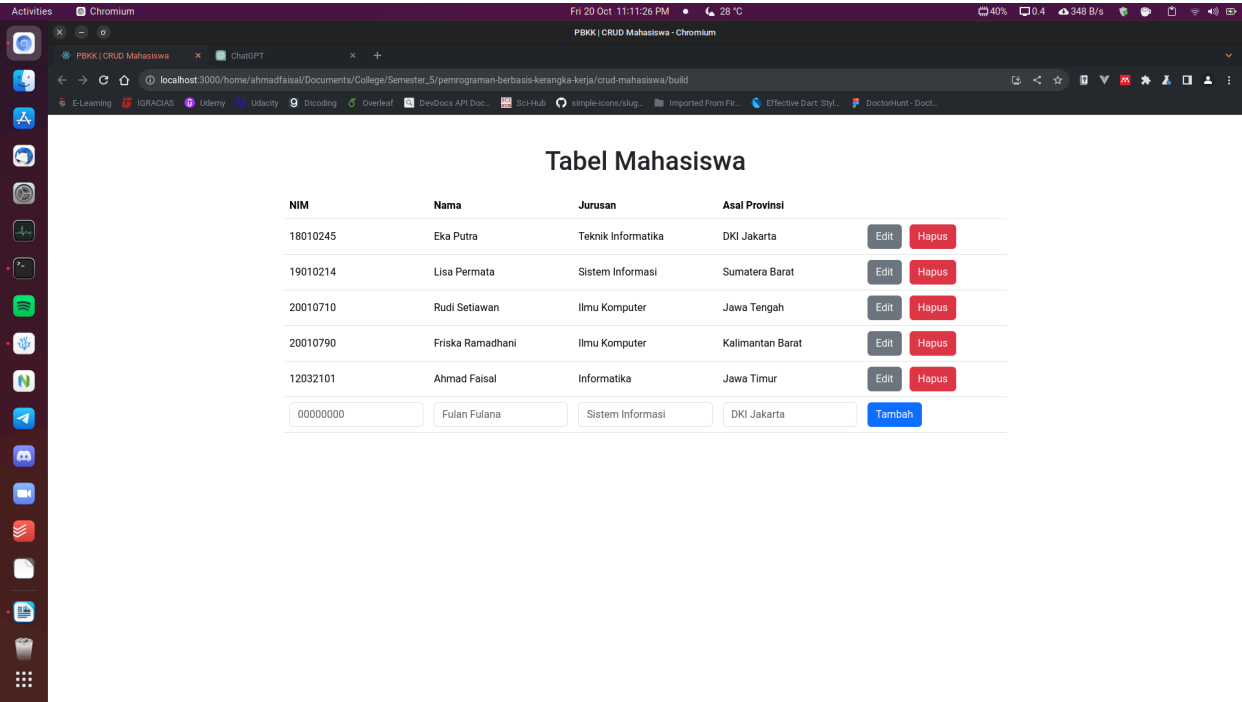 Activities Chromium Fri 20 Oct 11:11:26 PM 28 °C 40% 0.4 348 B/s
PBKK | CRUD Mahasiswa - Chromium
PBKK | CRUD Mahasiswa ChatGPT
localhost:3000/home/ahmadfaisal/Documents/College/Semester_5/pemrograman-berbasis-kerangka-kerja/crud-mahasiswa/build
E-Learning IGRACIAS Udemy Udacity Dicoding Overleaf DevDocs API Doc... Sci-Hub simple-icons/slug... Imported From Fir... Effective Dart: Styl... DoctorHunt - Doct...
Tabel Mahasiswa
NIM Nama Jurusan Asal Provinsi
18010245 Eka Putra Teknik Informatika DKI Jakarta Edit Hapus
19010214 Lisa Permata Sistem Informasi Sumatera Barat Edit Hapus
20010710 Rudi Setiawan Ilmu Komputer Jawa Tengah Edit Hapus
20010790 Friska Ramadhani Ilmu Komputer Kalimantan Barat Edit Hapus
12032101 Ahmad Faisal Informatika Jawa Timur Edit Hapus
00000000 Fulan Fulana Sistem Informasi DKI Jakarta Tambah